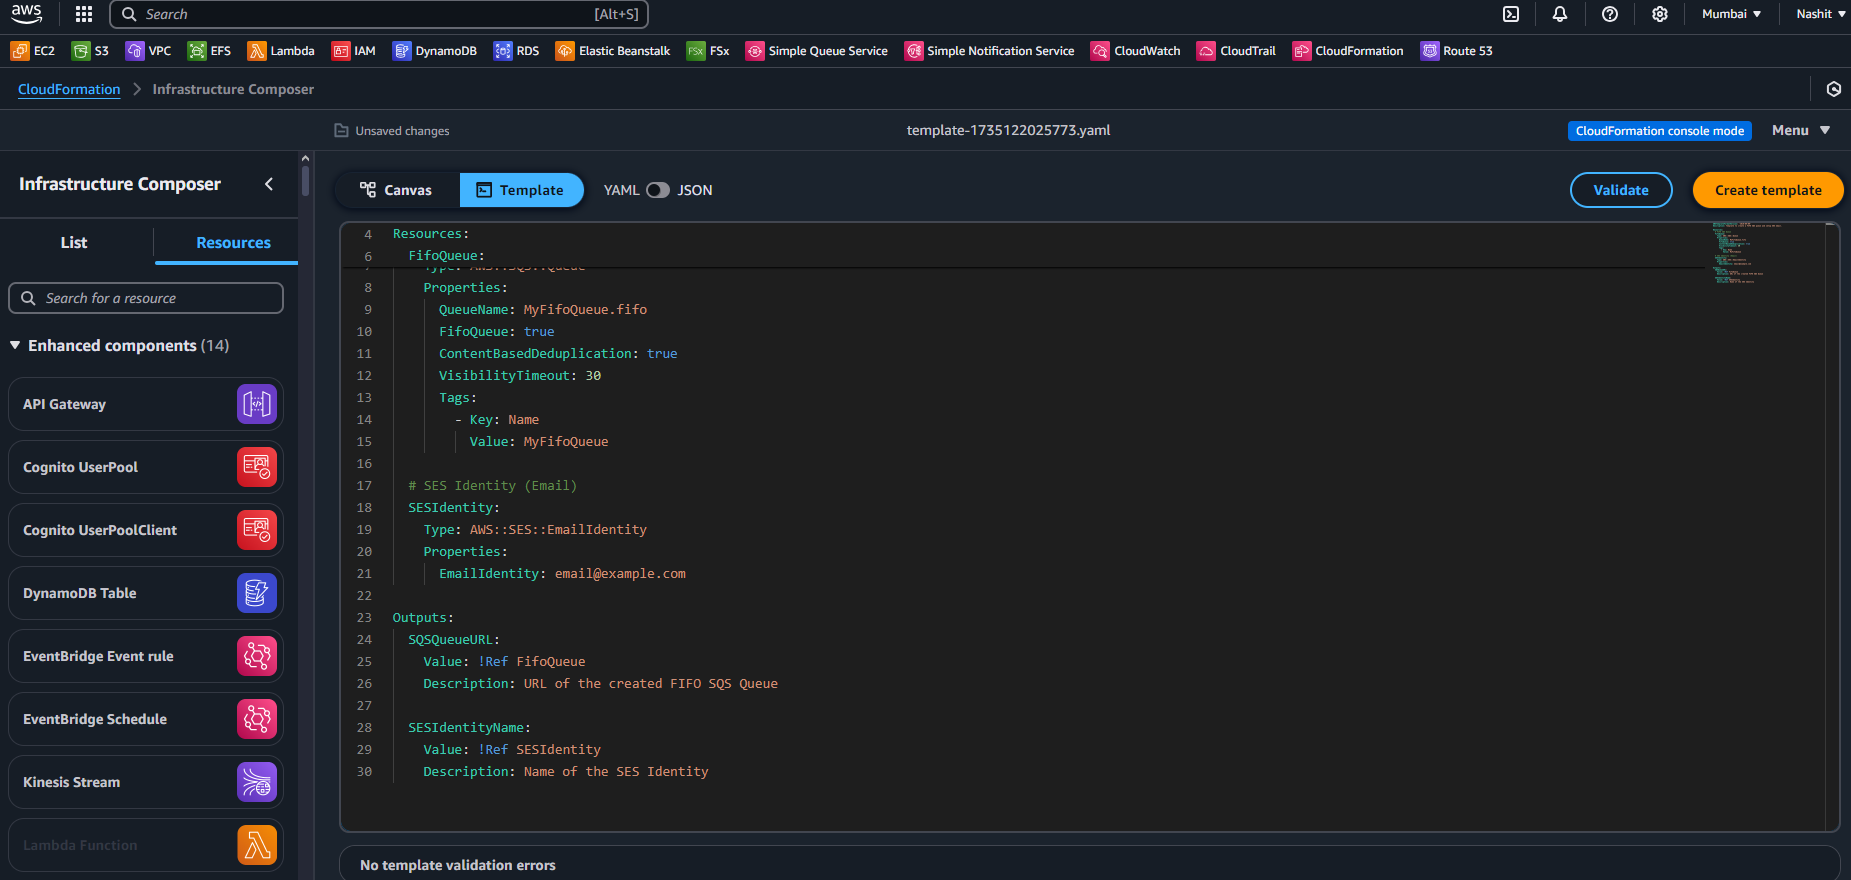 aws
Search [Alt+S] Mumbai Nashit
EC2 S3 VPC EFS Lambda IAM DynamoDB RDS Elastic Beanstalk FSx FSx Simple Queue Service Simple Notification Service CloudWatch CloudTrail CloudFormation Route 53
CloudFormation Infrastructure Composer
Unsaved changes template-1735122025773.yaml CloudFormation console mode Menu
Infrastructure Composer
Canvas Template YAML JSON Validate Create template
List Resources
Search for a resource
Enhanced components (14)
API Gateway
Cognito UserPool
Cognito UserPoolClient
DynamoDB Table
EventBridge Event rule
EventBridge Schedule
Kinesis Stream
Lambda Function
4 Resources:
6 FifoQueue:
7 Type: AWS::SQS::Queue
8 Properties:
9 QueueName: MyFifoQueue.fifo
10 FifoQueue: true
11 ContentBasedDeduplication: true
12 VisibilityTimeout: 30
13 Tags:
14 - Key: Name
15 Value: MyFifoQueue
16
17 # SES Identity (Email)
18 SESIdentity:
19 Type: AWS::SES::EmailIdentity
20 Properties:
21 EmailIdentity: email@example.com
22
23 Outputs:
24 SQSQueueURL:
25 Value: !Ref FifoQueue
26 Description: URL of the created FIFO SQS Queue
27
28 SESIdentityName:
29 Value: !Ref SESIdentity
30 Description: Name of the SES Identity
No template validation errors